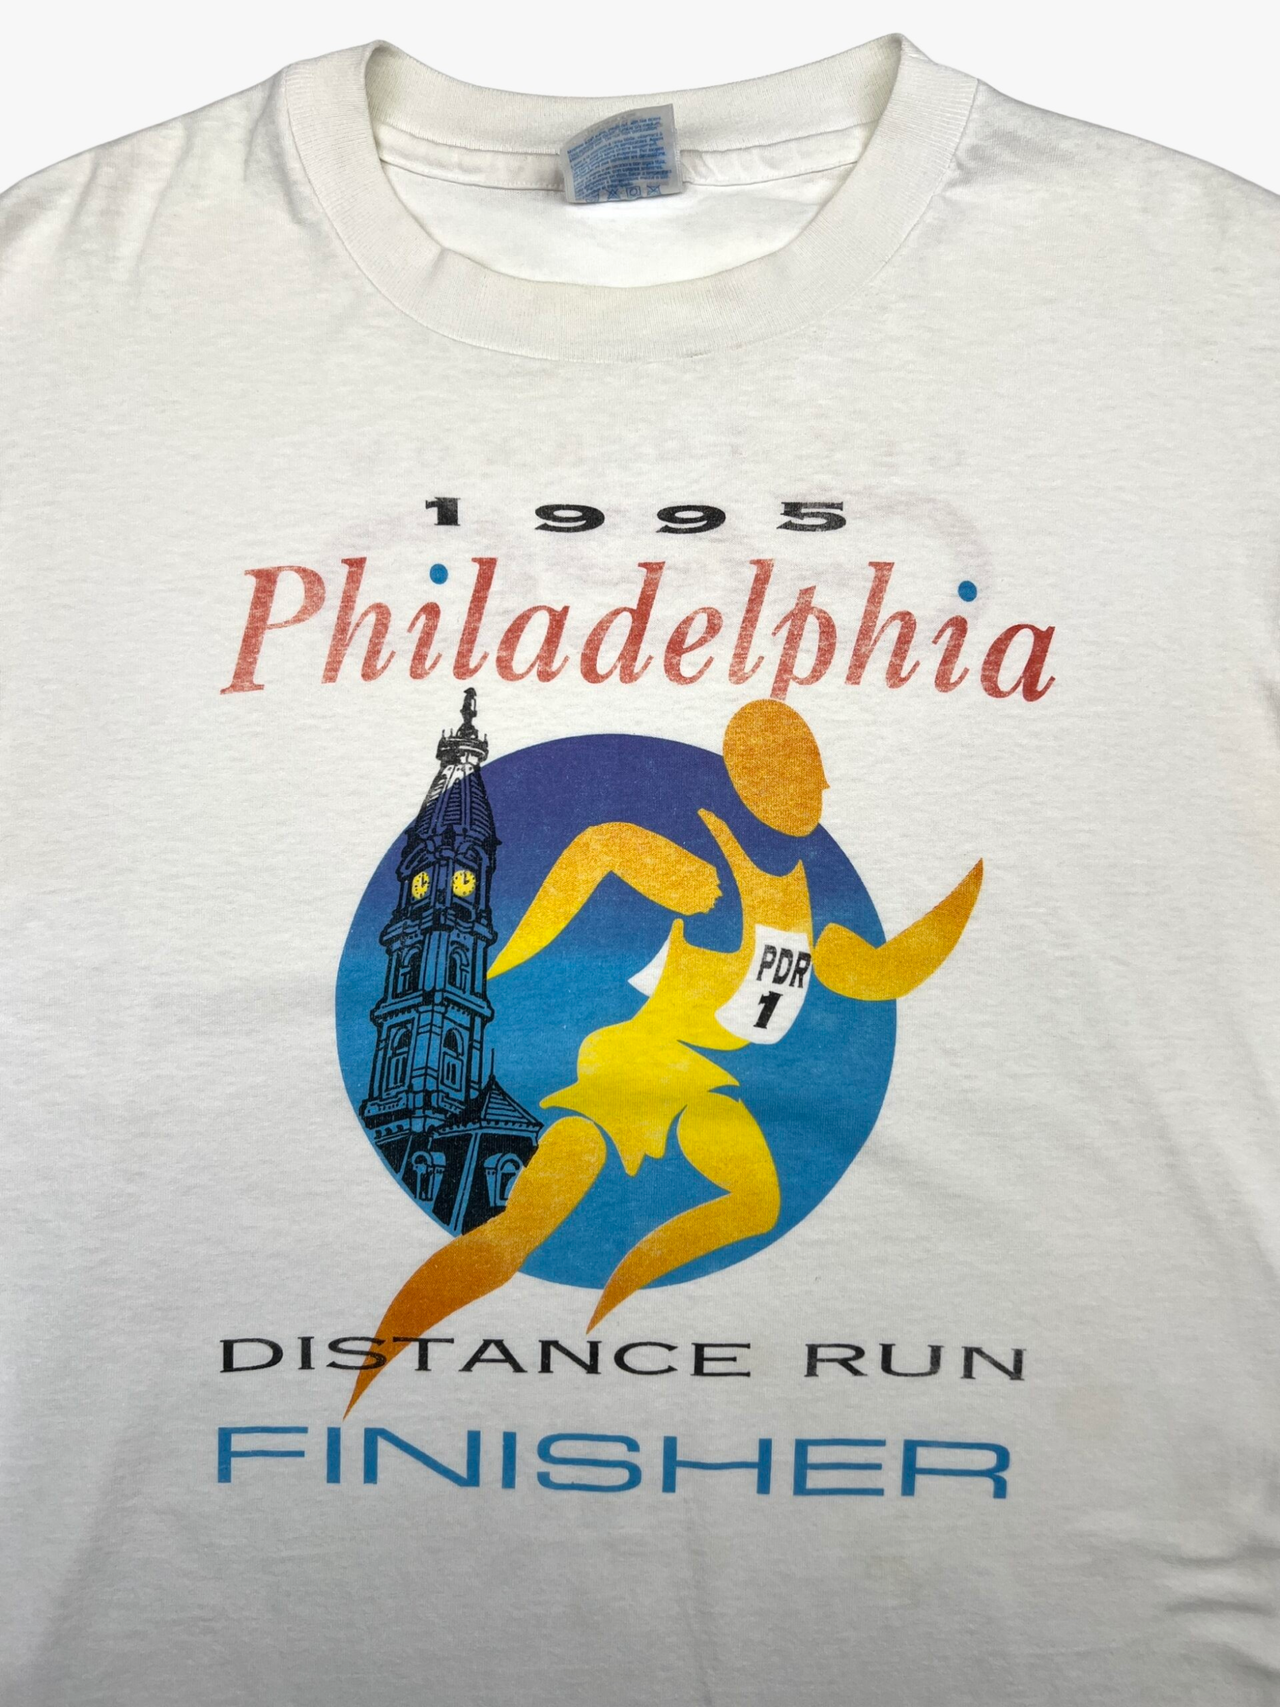 1995
Philadelphia
PDR
1
DISTANCE RUN
FINISHER